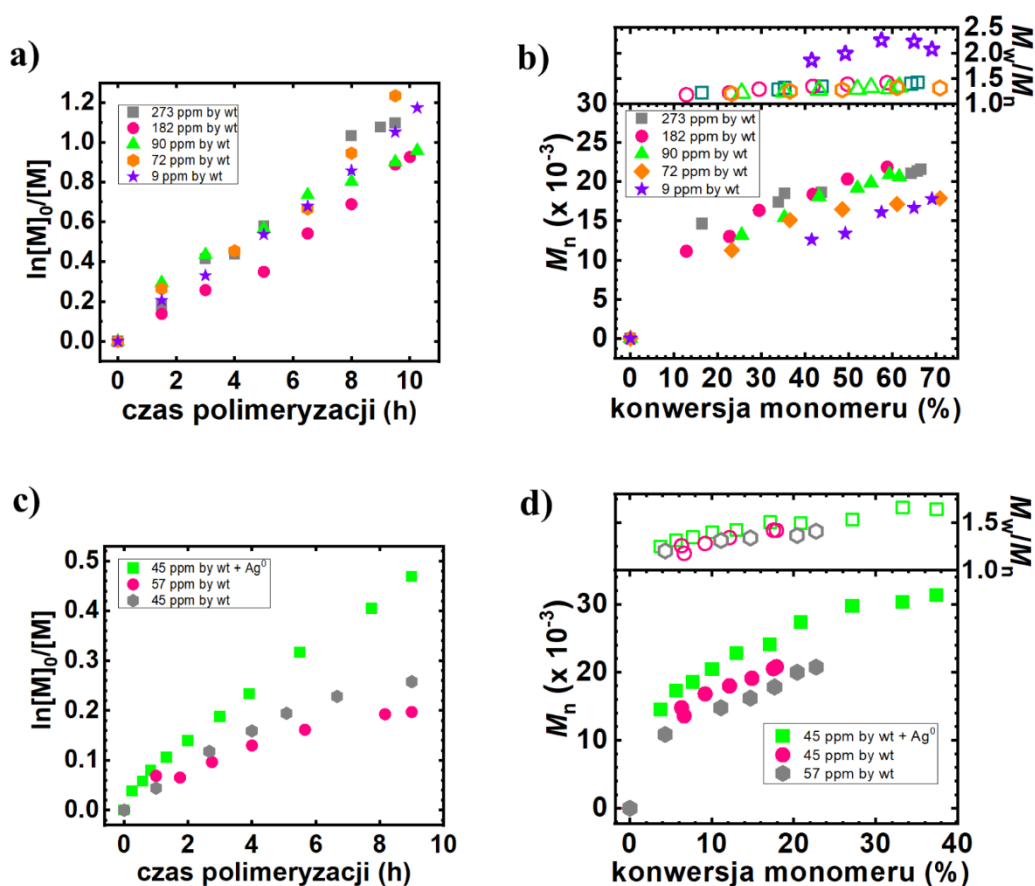 a)
ln[M]₀/[M]
1.2
1.0
0.8
0.6
0.4
0.2
0.0
273 ppm by wt
182 ppm by wt
90 ppm by wt
72 ppm by wt
9 ppm by wt
0 2 4 6 8 10
czas polimeryzacji (h)
b)
2.5
2.0
1.5
1.0
Mw/Mn
Mn (x 10⁻³)
30
25
20
15
10
5
0
273 ppm by wt
182 ppm by wt
90 ppm by wt
72 ppm by wt
9 ppm by wt
0 10 20 30 40 50 60 70
konwersja monomeru (%)
c)
ln[M]₀/[M]
0.5
0.4
0.3
0.2
0.1
0.0
45 ppm by wt + Ag⁰
57 ppm by wt
45 ppm by wt
0 2 4 6 8 10
czas polimeryzacji (h)
d)
1.5
1.0
Mw/Mn
Mn (x 10⁻³)
30
20
10
0
45 ppm by wt + Ag⁰
45 ppm by wt
57 ppm by wt
0 10 20 30 40
konwersja monomeru (%)